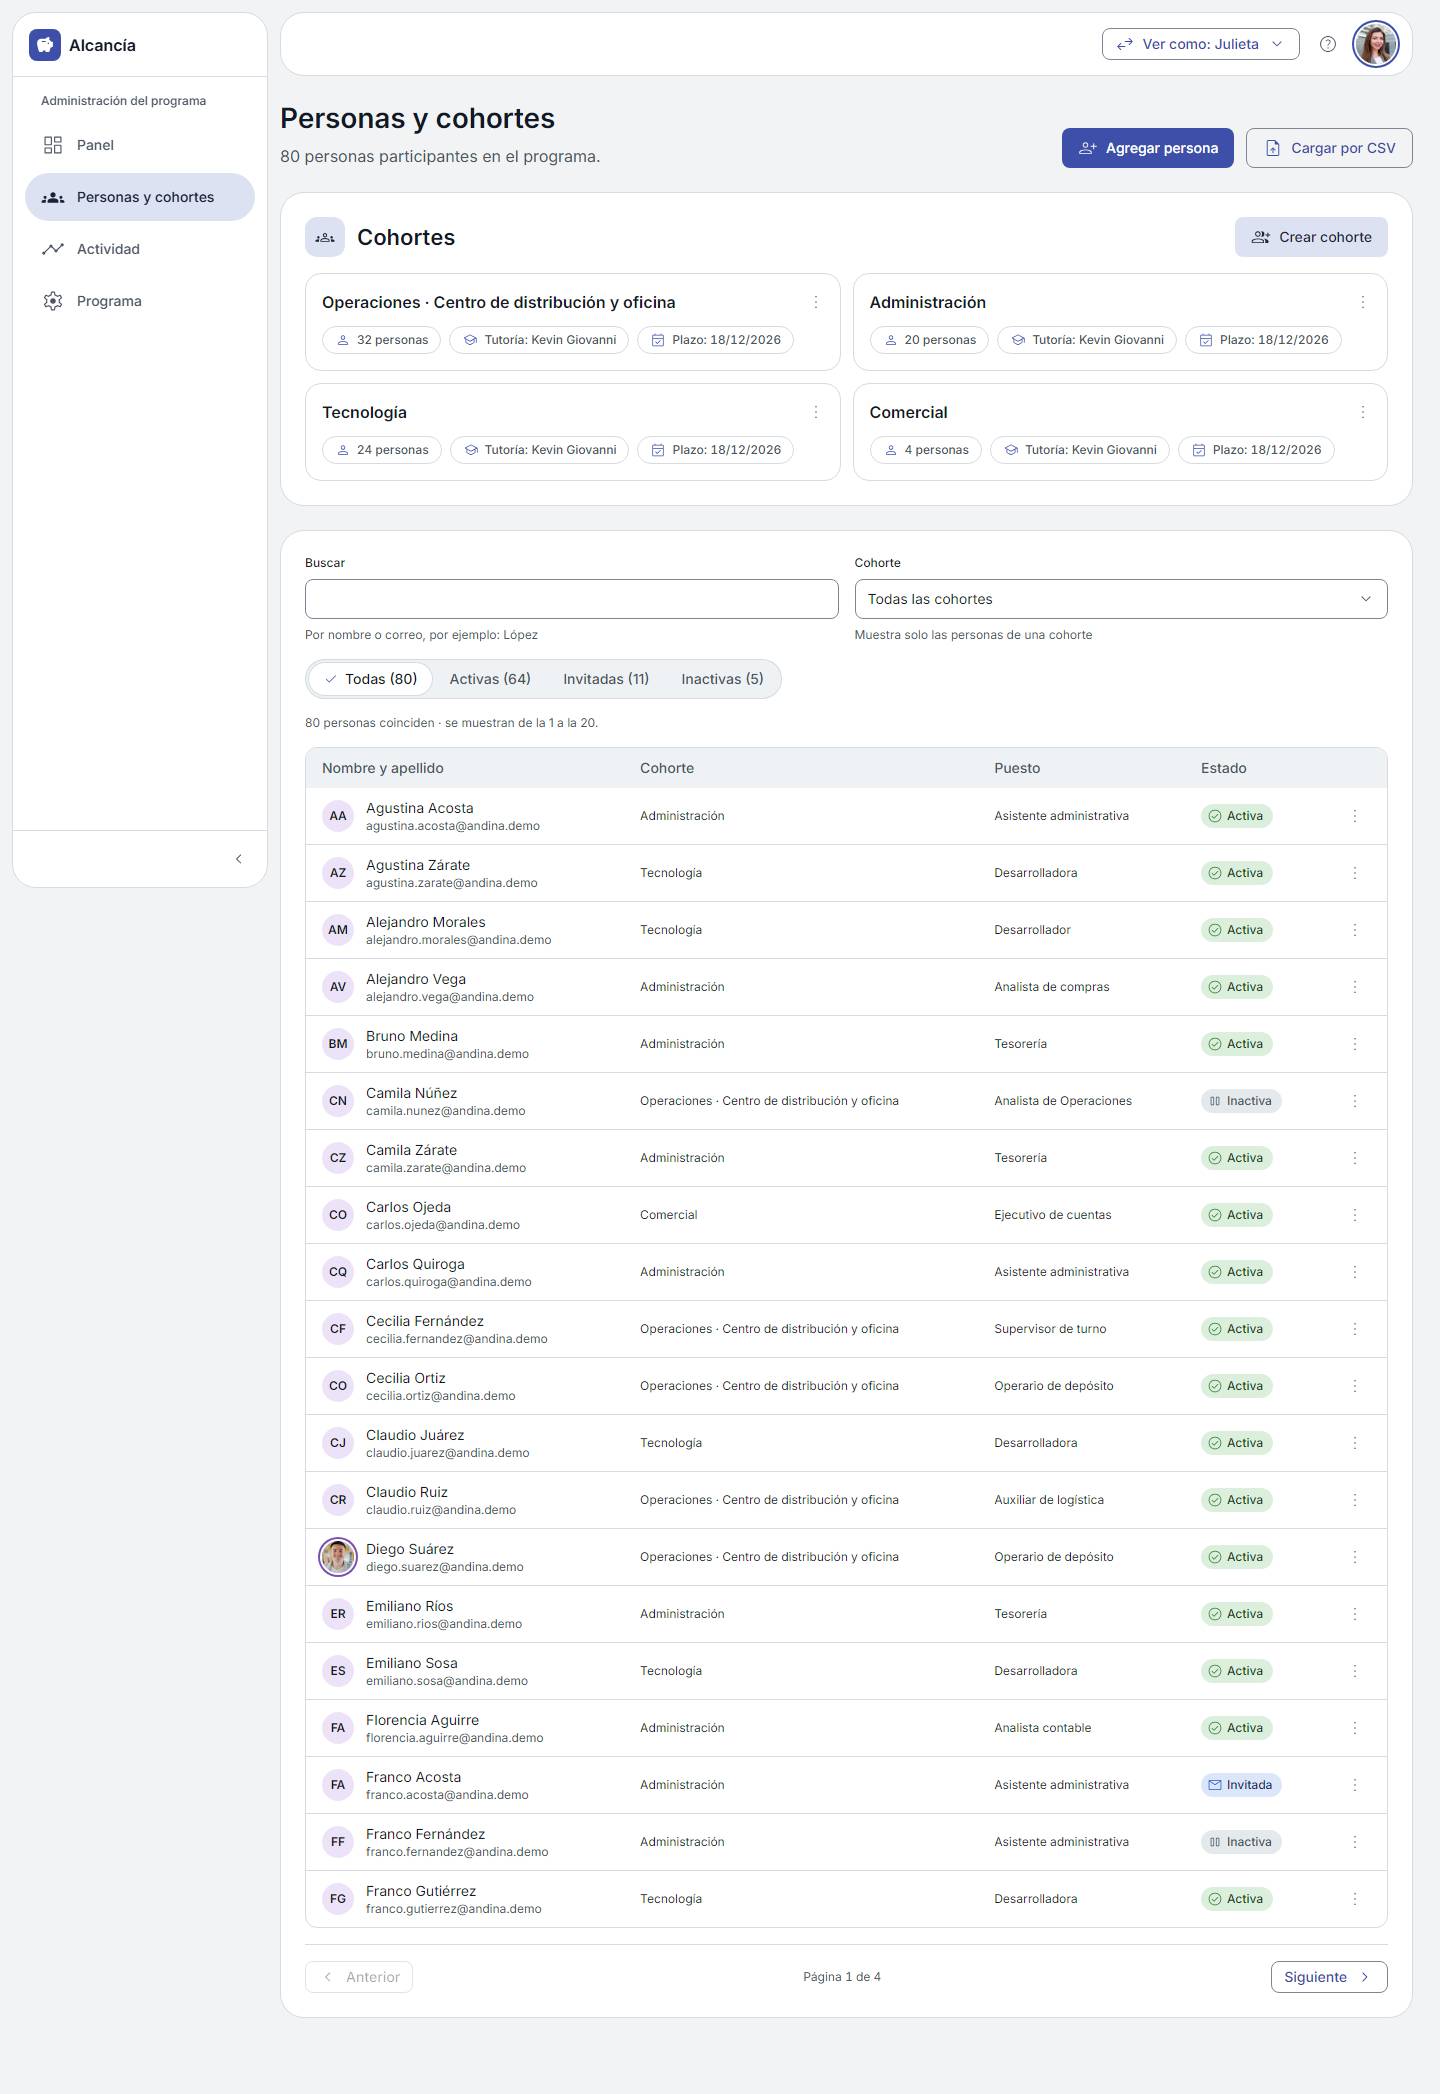 Alcancía
Ver como: Julieta
Administración del programa
Panel
Personas y cohortes
Actividad
Programa
Personas y cohortes
80 personas participantes en el programa.
Agregar persona
Cargar por CSV
Cohortes
Crear cohorte
Operaciones · Centro de distribución y oficina
32 personas
Tutoría: Kevin Giovanni
Plazo: 18/12/2026
Administración
20 personas
Tutoría: Kevin Giovanni
Plazo: 18/12/2026
Tecnología
24 personas
Tutoría: Kevin Giovanni
Plazo: 18/12/2026
Comercial
4 personas
Tutoría: Kevin Giovanni
Plazo: 18/12/2026
Buscar
Por nombre o correo, por ejemplo: López
Cohorte
Todas las cohortes
Muestra solo las personas de una cohorte
Todas (80) Activas (64) Invitadas (11) Inactivas (5)
80 personas coinciden · se muestran de la 1 a la 20.
Nombre y apellido Cohorte Puesto Estado
AA Agustina Acosta
agustina.acosta@andina.demo
Administración Asistente administrativa Activa
AZ Agustina Zárate
agustina.zarate@andina.demo
Tecnología Desarrolladora Activa
AM Alejandro Morales
alejandro.morales@andina.demo
Tecnología Desarrollador Activa
AV Alejandro Vega
alejandro.vega@andina.demo
Administración Analista de compras Activa
BM Bruno Medina
bruno.medina@andina.demo
Administración Tesorería Activa
CN Camila Núñez
camila.nunez@andina.demo
Operaciones · Centro de distribución y oficina Analista de Operaciones Inactiva
CZ Camila Zárate
camila.zarate@andina.demo
Administración Tesorería Activa
CO Carlos Ojeda
carlos.ojeda@andina.demo
Comercial Ejecutivo de cuentas Activa
CQ Carlos Quiroga
carlos.quiroga@andina.demo
Administración Asistente administrativa Activa
CF Cecilia Fernández
cecilia.fernandez@andina.demo
Operaciones · Centro de distribución y oficina Supervisor de turno Activa
CO Cecilia Ortiz
cecilia.ortiz@andina.demo
Operaciones · Centro de distribución y oficina Operario de depósito Activa
CJ Claudio Juárez
claudio.juarez@andina.demo
Tecnología Desarrolladora Activa
CR Claudio Ruiz
claudio.ruiz@andina.demo
Operaciones · Centro de distribución y oficina Auxiliar de logística Activa
Diego Suárez
diego.suarez@andina.demo
Operaciones · Centro de distribución y oficina Operario de depósito Activa
ER Emiliano Ríos
emiliano.rios@andina.demo
Administración Tesorería Activa
ES Emiliano Sosa
emiliano.sosa@andina.demo
Tecnología Desarrolladora Activa
FA Florencia Aguirre
florencia.aguirre@andina.demo
Administración Analista contable Activa
FA Franco Acosta
franco.acosta@andina.demo
Administración Asistente administrativa Invitada
FF Franco Fernández
franco.fernandez@andina.demo
Administración Asistente administrativa Inactiva
FG Franco Gutiérrez
franco.gutierrez@andina.demo
Tecnología Desarrolladora Activa
Anterior
Página 1 de 4
Siguiente